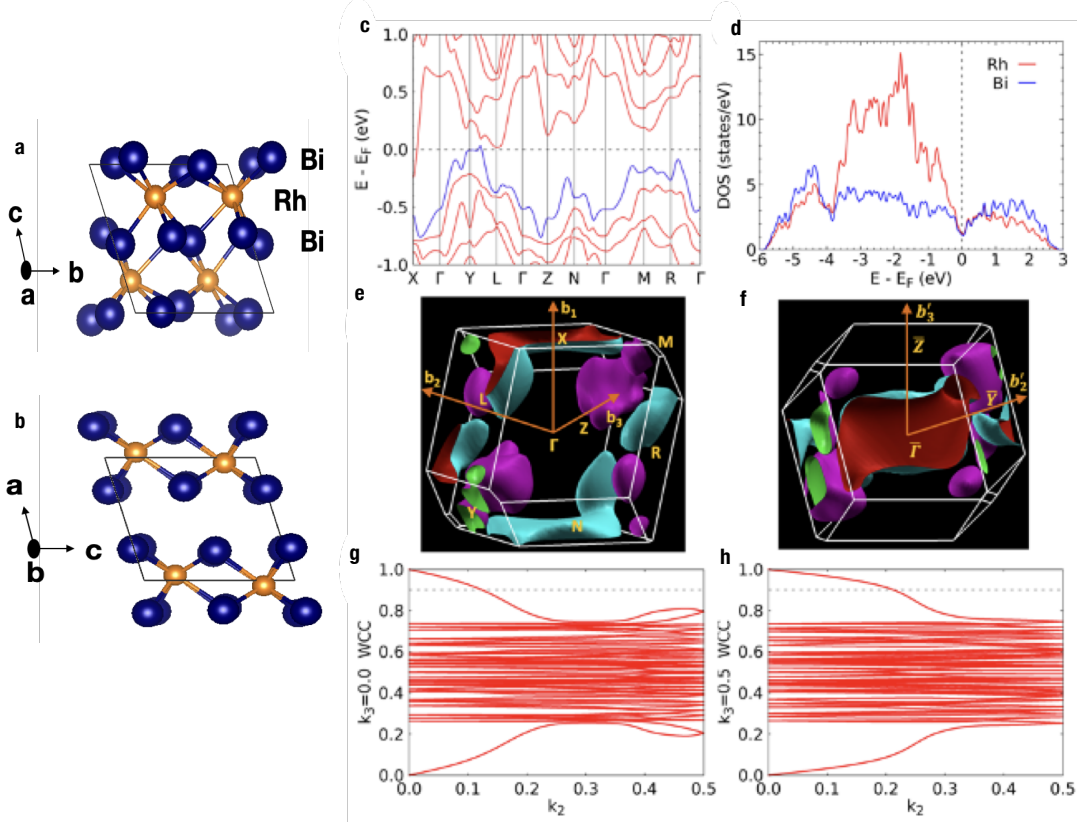 a
Bi
Rh
Bi
c
b
a
b
a
c
b
c
E - E_F (eV)
1.0
0.5
0.0
-0.5
-1.0
X Γ Y L Γ Z N Γ M R Γ
d
DOS (states/eV)
15
10
5
0
Rh
Bi
-6 -5 -4 -3 -2 -1 0 1 2 3
E - E_F (eV)
e
b₁
X
M
b₂
L
b₃
Z
Γ
R
Y
N
f
b′₃
Z̅
b′₂
Y̅
Γ̅
g
k₃=0.0 WCC
1.0
0.8
0.6
0.4
0.2
0.0
0.0 0.1 0.2 0.3 0.4 0.5
k₂
h
k₃=0.5 WCC
1.0
0.8
0.6
0.4
0.2
0.0
0.0 0.1 0.2 0.3 0.4 0.5
k₂